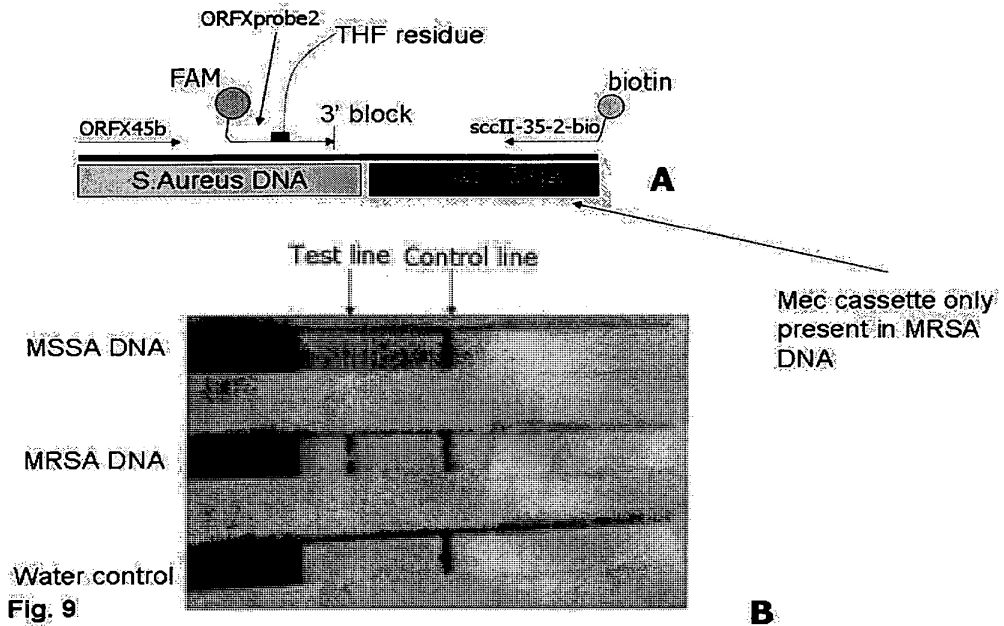 ORFXprobe2
THF residue
FAM
biotin
3' block
ORFX45b
sccII-35-2-bio
S.Aureus DNA
A
Test line Control line
Mec cassette only
present in MRSA
DNA
MSSA DNA
MRSA DNA
Water control
Fig. 9
B